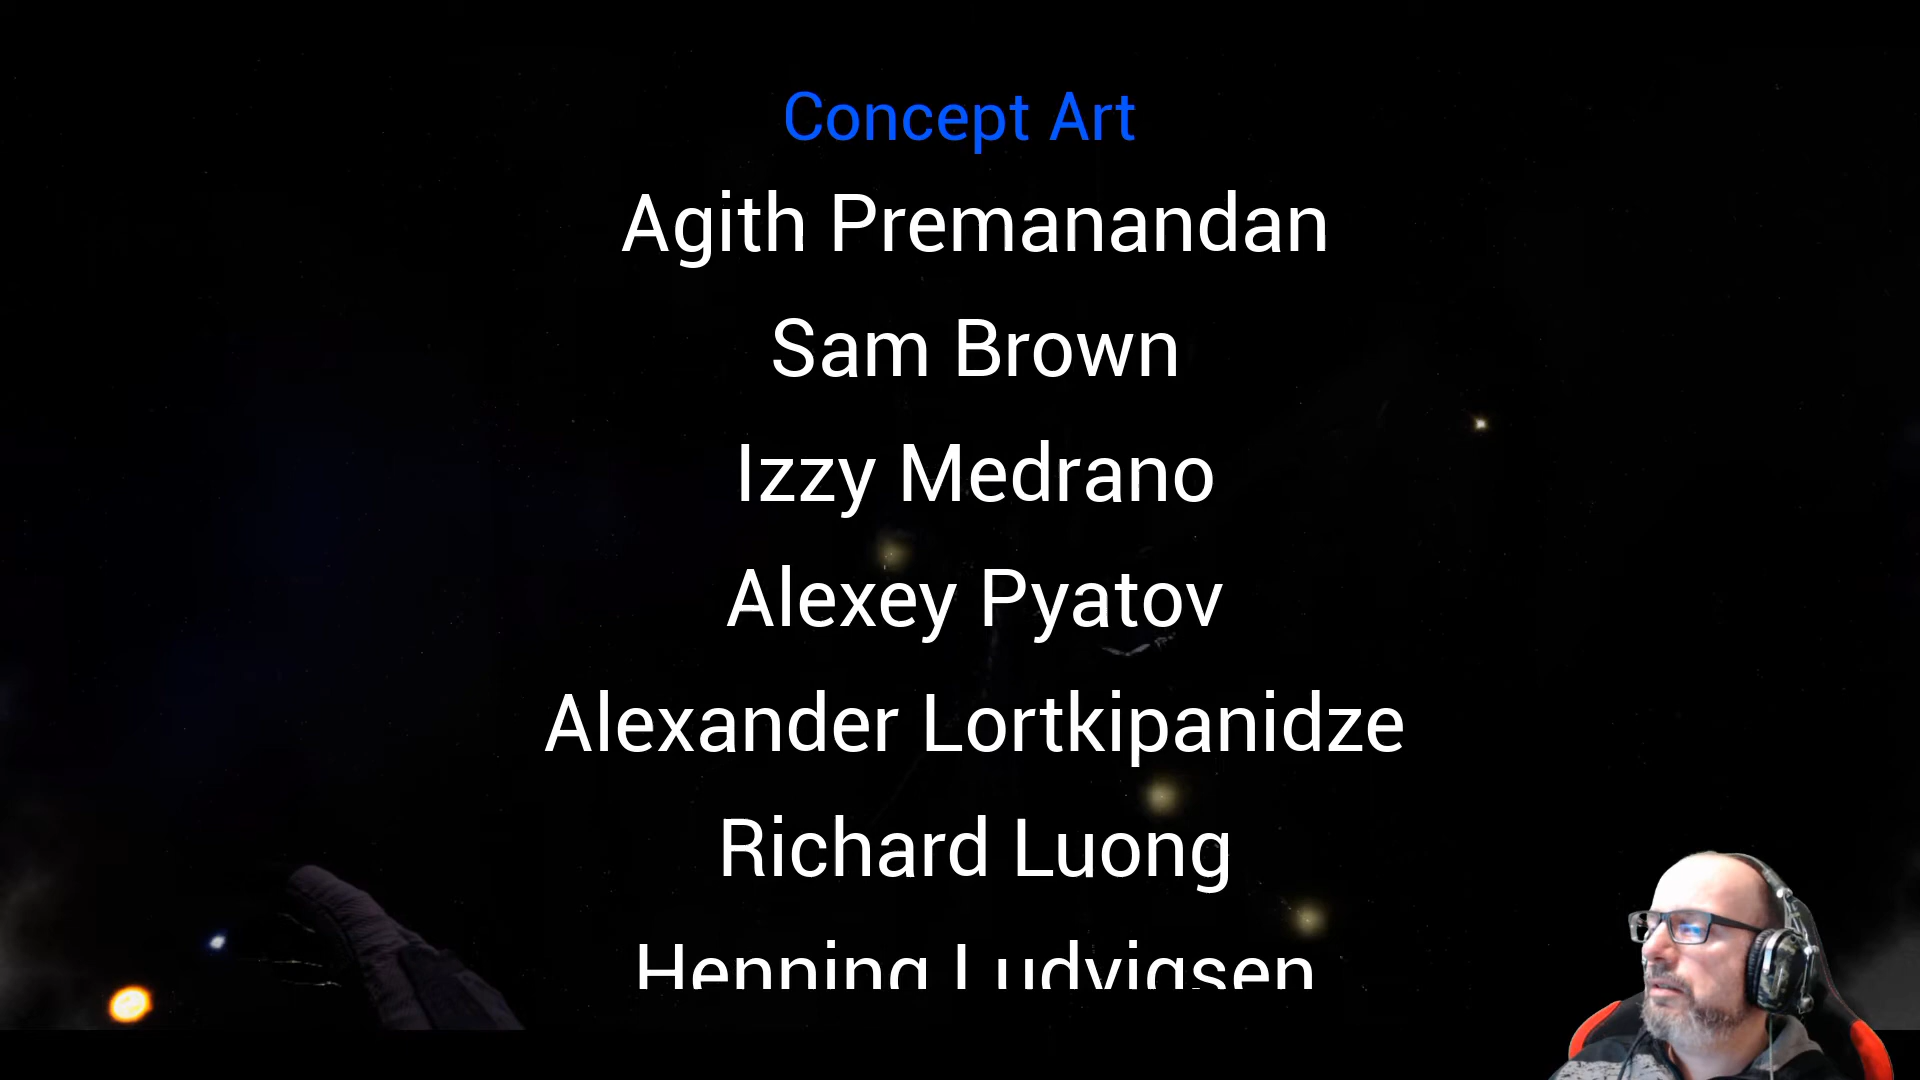 Concept Art
Agith Premanandan
Sam Brown
Izzy Medrano
Alexey Pyatov
Alexander Lortkipanidze
Richard Luong
Henning Ludvigsen